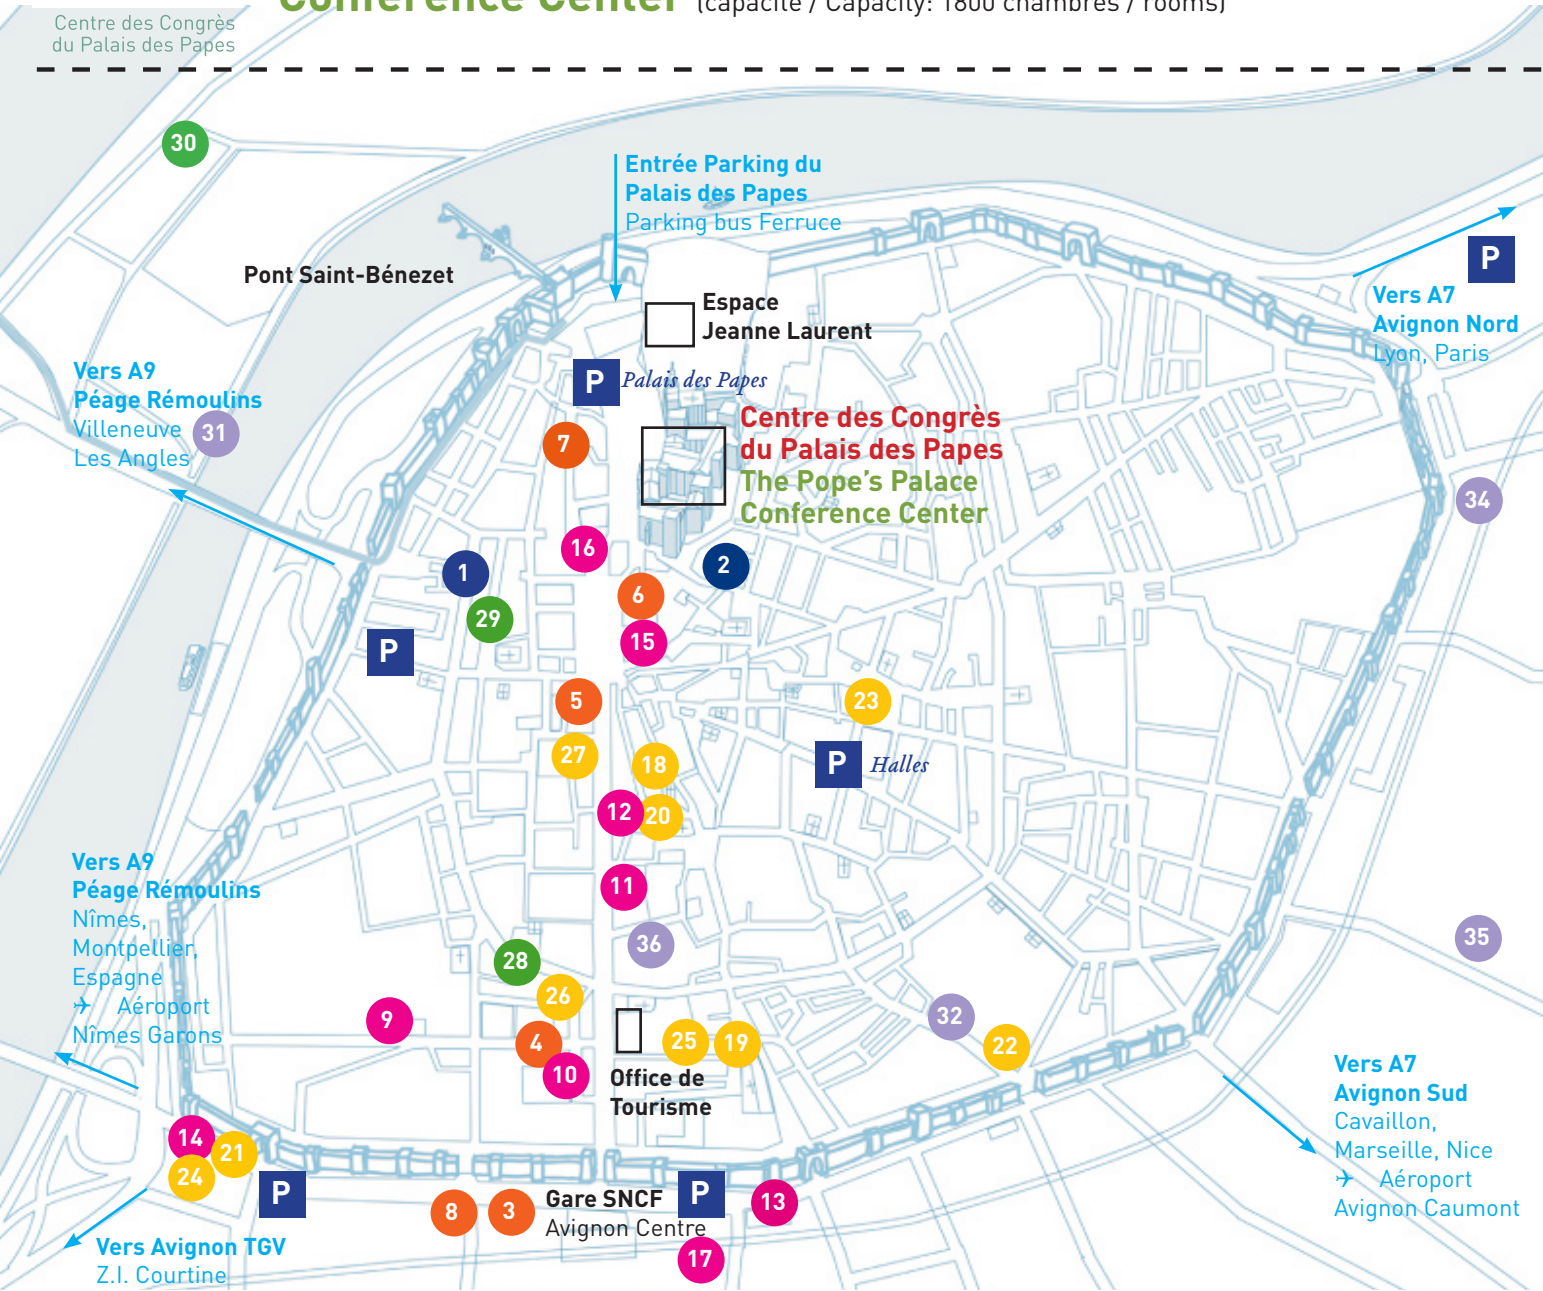 Conference Center (capacité / Capacity: 1800 chambres / rooms)
Centre des Congrès
du Palais des Papes
30
Entrée Parking du
Palais des Papes
Parking bus Ferruce
P
Pont Saint-Bénezet
Vers A7
Avignon Nord
Lyon, Paris
Espace
Jeanne Laurent
Vers A9
Péage Rémoulins
Villeneuve
Les Angles
31
P Palais des Papes
7
Centre des Congrès
du Palais des Papes
The Pope's Palace
Conference Center
34
16
2
1
6
29
15
P
5
23
27
18
P Halles
12
20
11
Vers A9
Péage Rémoulins
Nîmes,
Montpellier,
Espagne
Aéroport
Nîmes Garons
36
35
28
26
9
32
4
25
19
22
10
Office de
Tourisme
Vers A7
Avignon Sud
Cavaillon,
Marseille, Nice
Aéroport
Avignon Caumont
14
21
24
P
8
3
Gare SNCF
Avignon Centre
P
13
17
Vers Avignon TGV
Z.I. Courtine